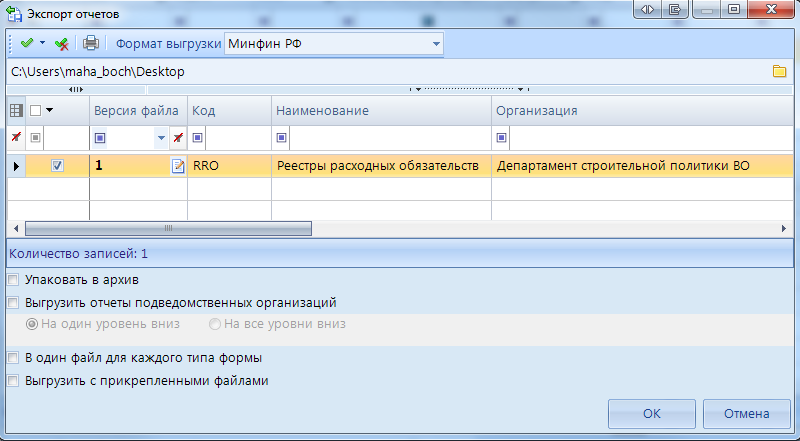 Экспорт отчетов
Формат выгрузки Минфин РФ
C:\Users\maha_boch\Desktop
Версия файла Код Наименование Организация
1 RRO Реестры расходных обязательств Департамент строительной политики ВО
Количество записей: 1
Упаковать в архив
Выгрузить отчеты подведомственных организаций
На один уровень вниз На все уровни вниз
В один файл для каждого типа формы
Выгрузить с прикрепленными файлами
ОК Отмена